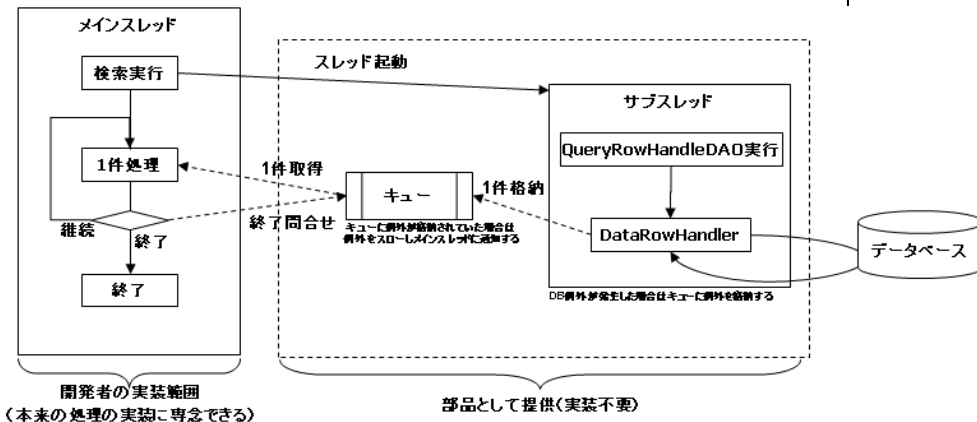 メインスレッド
検索実行
スレッド起動
サブスレッド
QueryRowHandleDAO実行
1件処理
1件取得
キュー
1件格納
終了問合せ
継続
終了
キューに例外が格納されていた場合は
例外をスローしメインスレッドに通知する
DataRowHandler
データベース
終了
DB例外が発生した場合はキューに例外を格納する
開発者の実装範囲
（本来の処理の実装に専念できる）
部品として提供（実装不要）